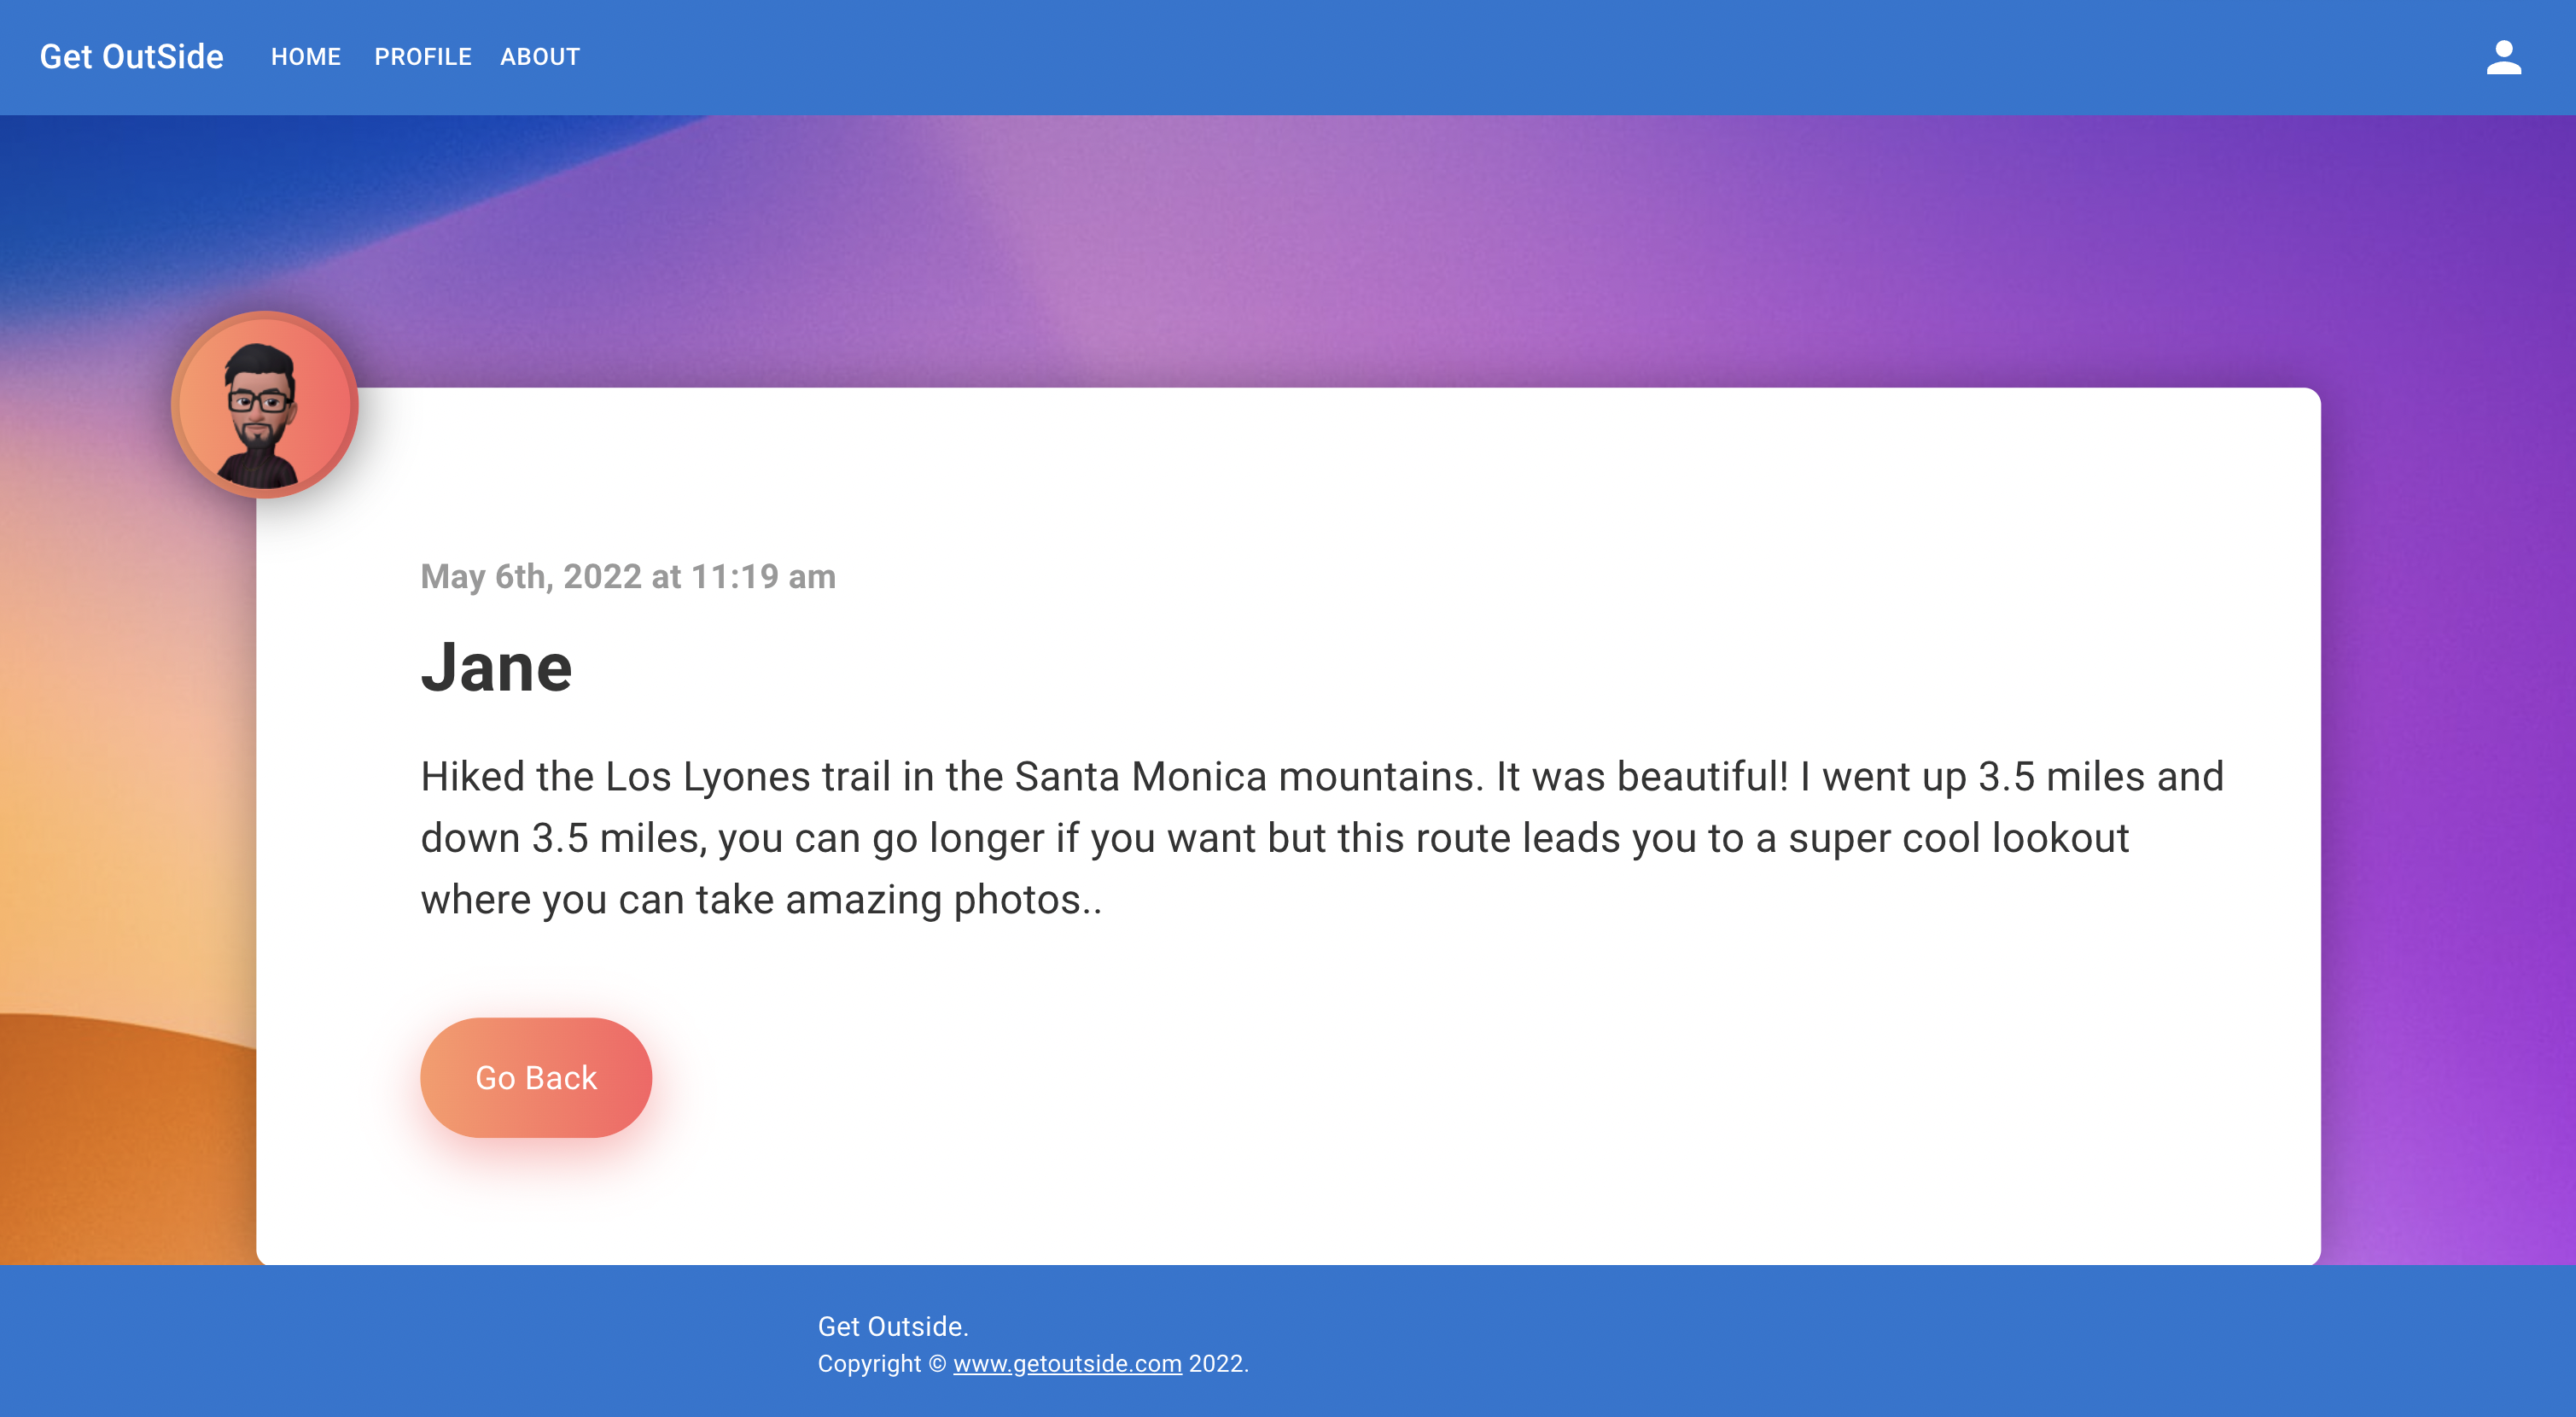 Get OutSide HOME PROFILE ABOUT
May 6th, 2022 at 11:19 am
Jane
Hiked the Los Lyones trail in the Santa Monica mountains. It was beautiful! I went up 3.5 miles and
down 3.5 miles, you can go longer if you want but this route leads you to a super cool lookout
where you can take amazing photos..
Go Back
Get Outside.
Copyright © www.getoutside.com 2022.